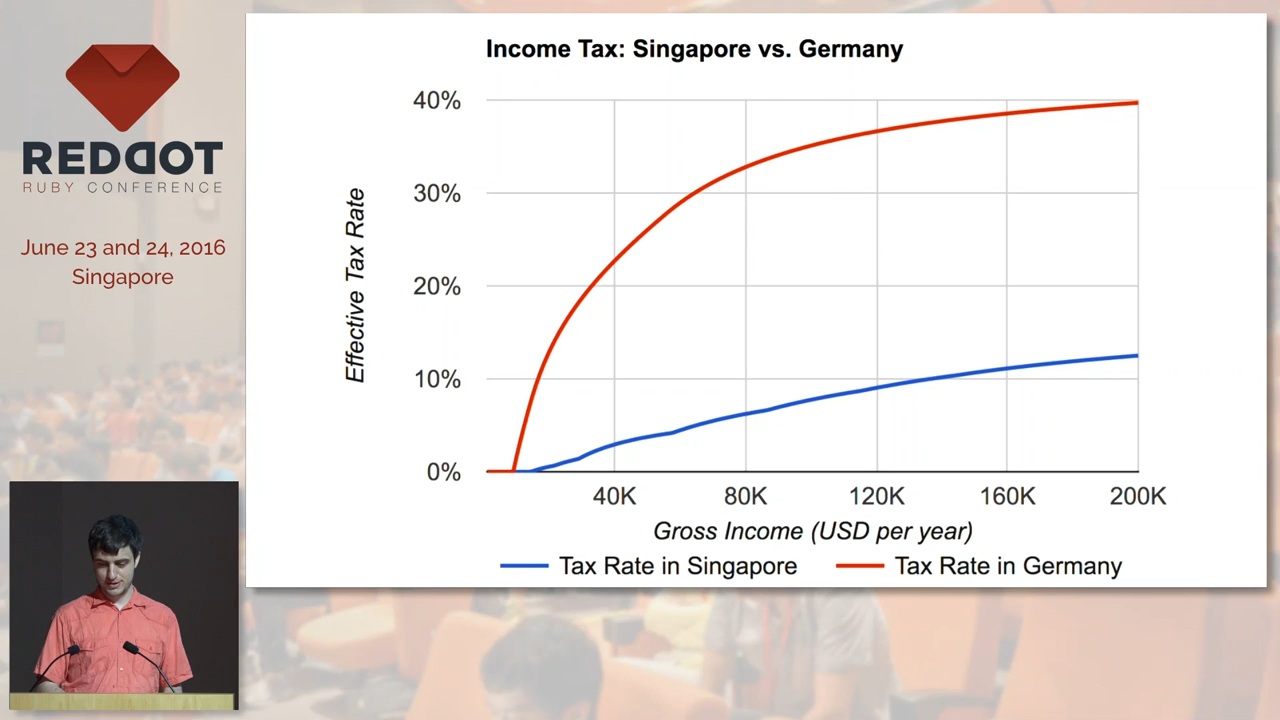 REDDOT
RUBY CONFERENCE
June 23 and 24, 2016
Singapore
Income Tax: Singapore vs. Germany
Effective Tax Rate
40%
30%
20%
10%
0%
40K
80K
120K
160K
200K
Gross Income (USD per year)
Tax Rate in Singapore
Tax Rate in Germany